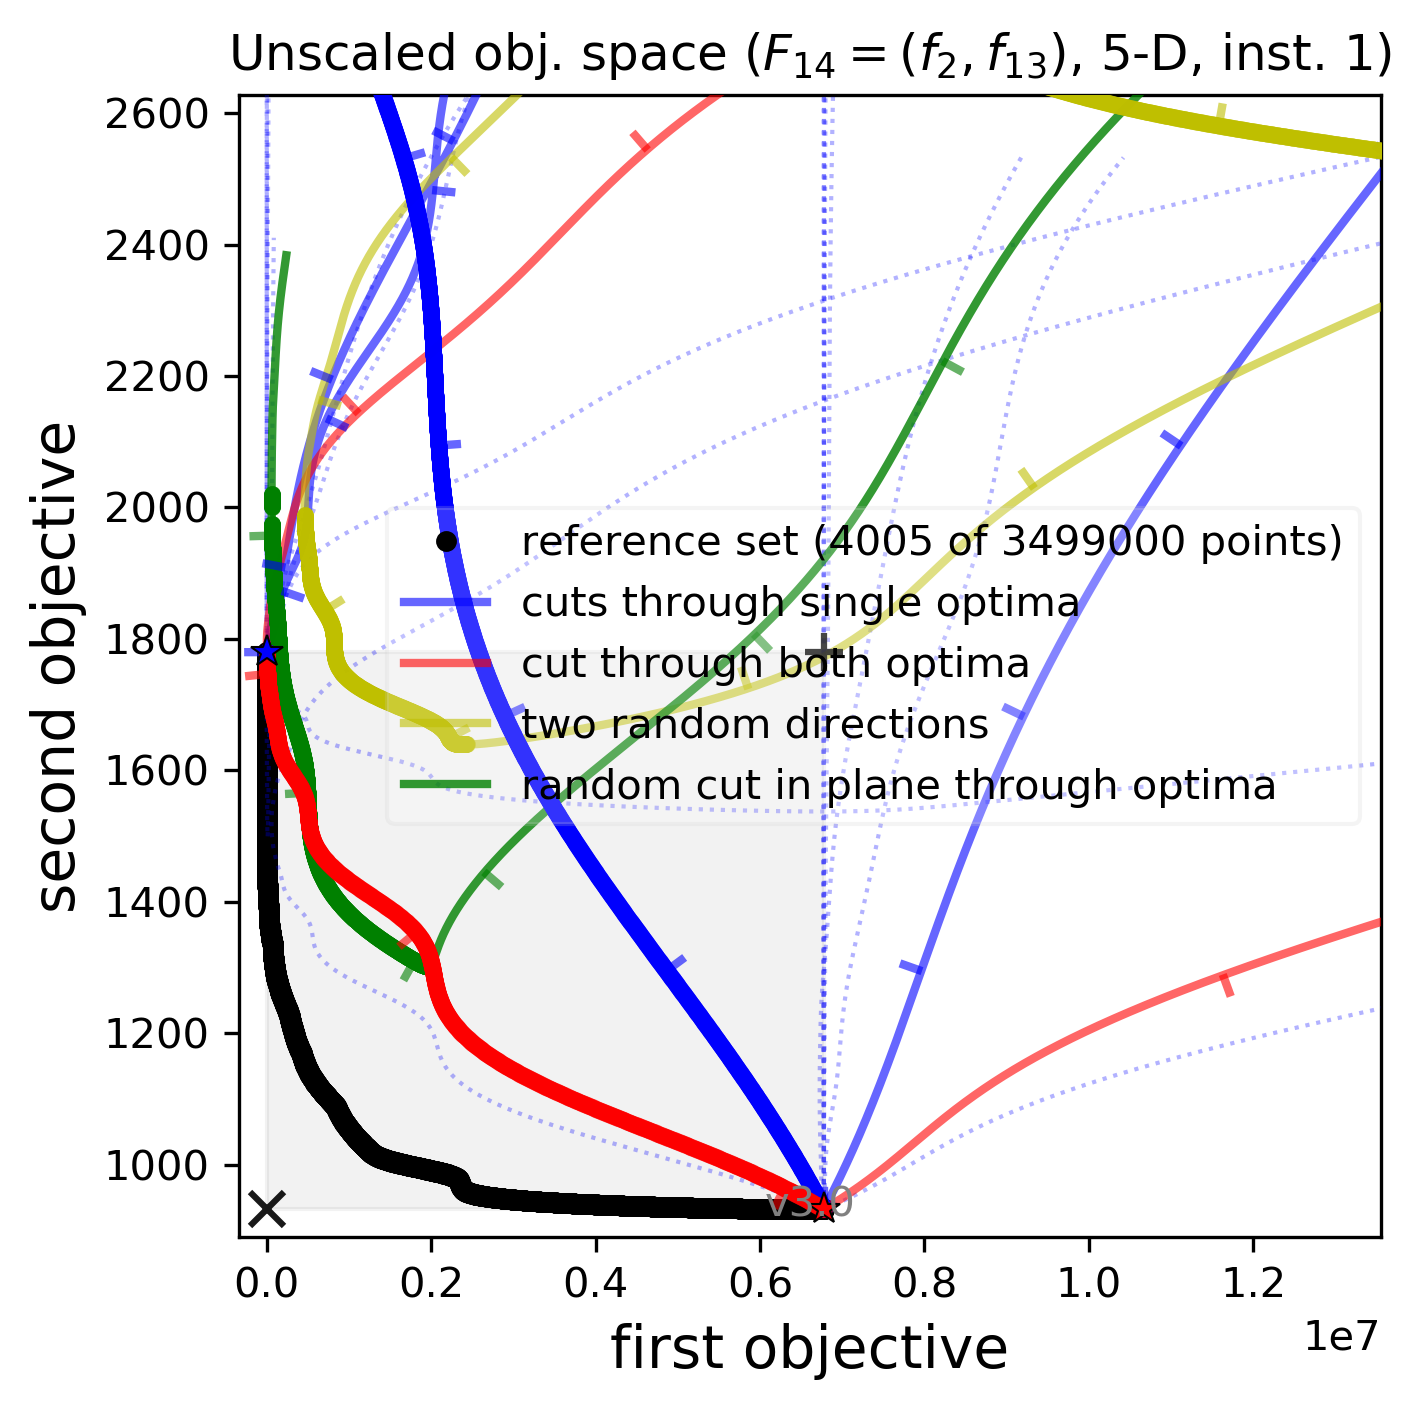 Unscaled obj. space (F₁₄ = (f₂, f₁₃), 5-D, inst. 1)
2600
2400
2200
2000
1800
1600
1400
1200
1000
second objective
reference set (4005 of 3499000 points)
cuts through single optima
cut through both optima
two random directions
random cut in plane through optima
v3.0
0.0 0.2 0.4 0.6 0.8 1.0 1.2
1e7
first objective